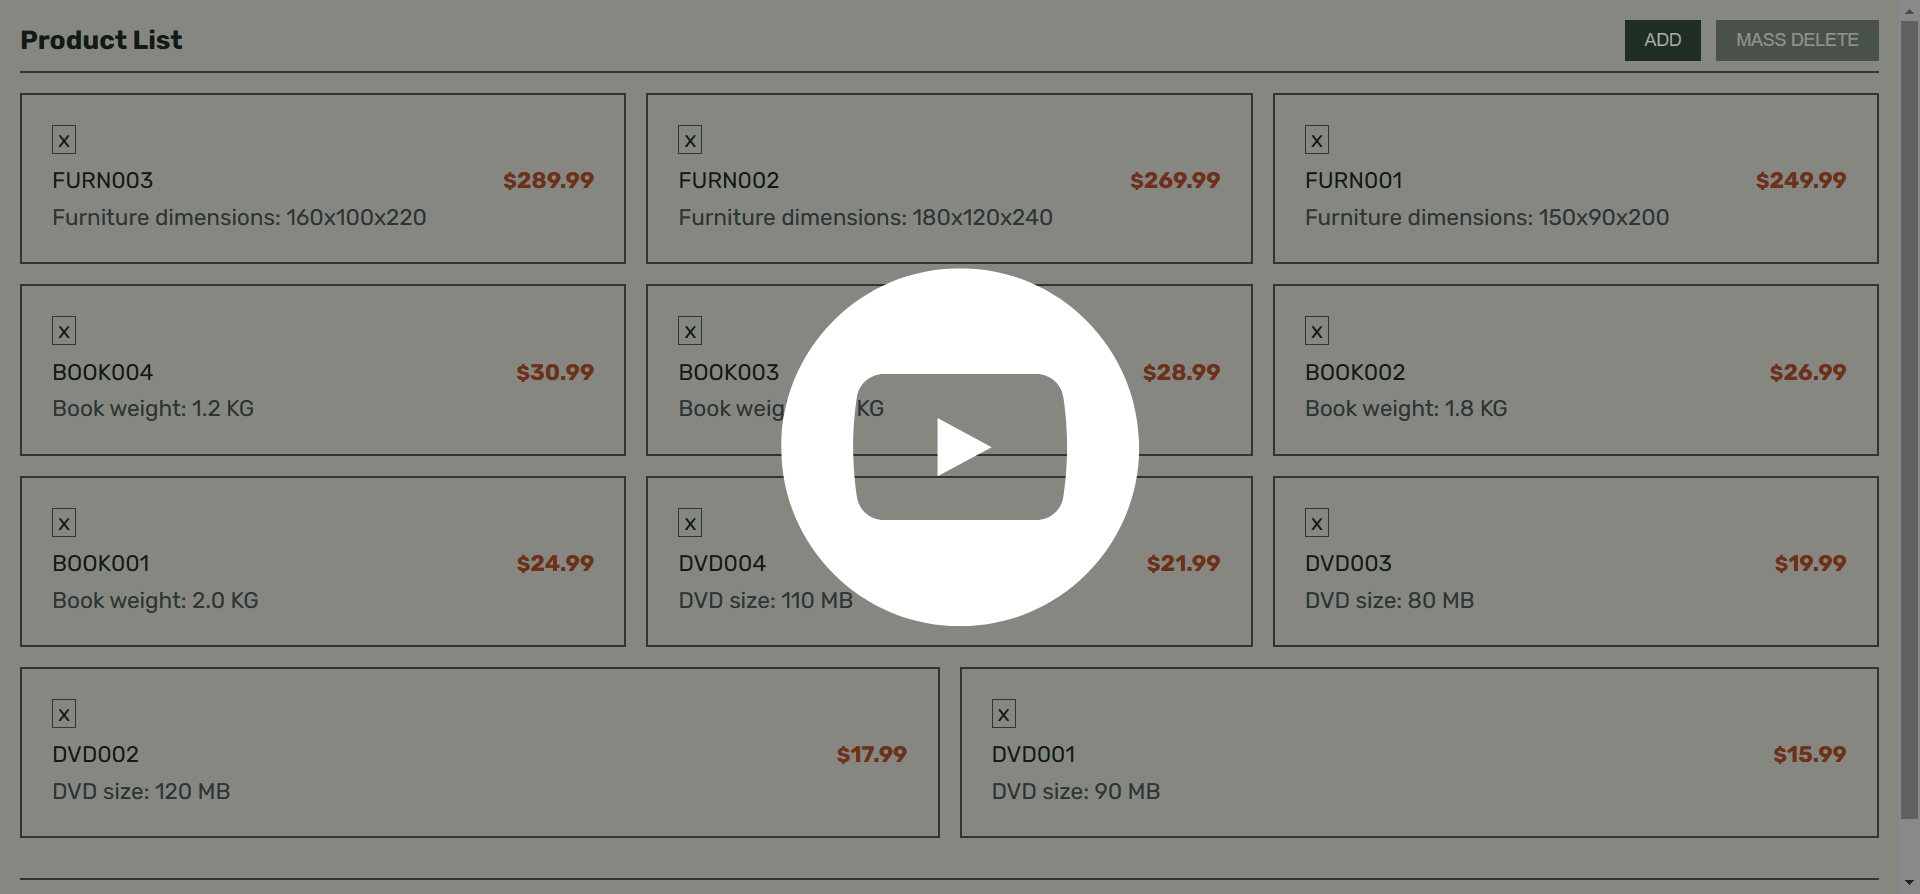 Product List
ADD
MASS DELETE
x
FURN003 $289.99
Furniture dimensions: 160x100x220
x
FURN002 $269.99
Furniture dimensions: 180x120x240
x
FURN001 $249.99
Furniture dimensions: 150x90x200
x
BOOK004 $30.99
Book weight: 1.2 KG
x
BOOK003 $28.99
Book KG
x
BOOK002 $26.99
Book weight: 1.8 KG
x
BOOK001 $24.99
Book weight: 2.0 KG
x
DVD004 $21.99
DVD size: 110 MB
x
DVD003 $19.99
DVD size: 80 MB
x
DVD002 $17.99
DVD size: 120 MB
x
DVD001 $15.99
DVD size: 90 MB